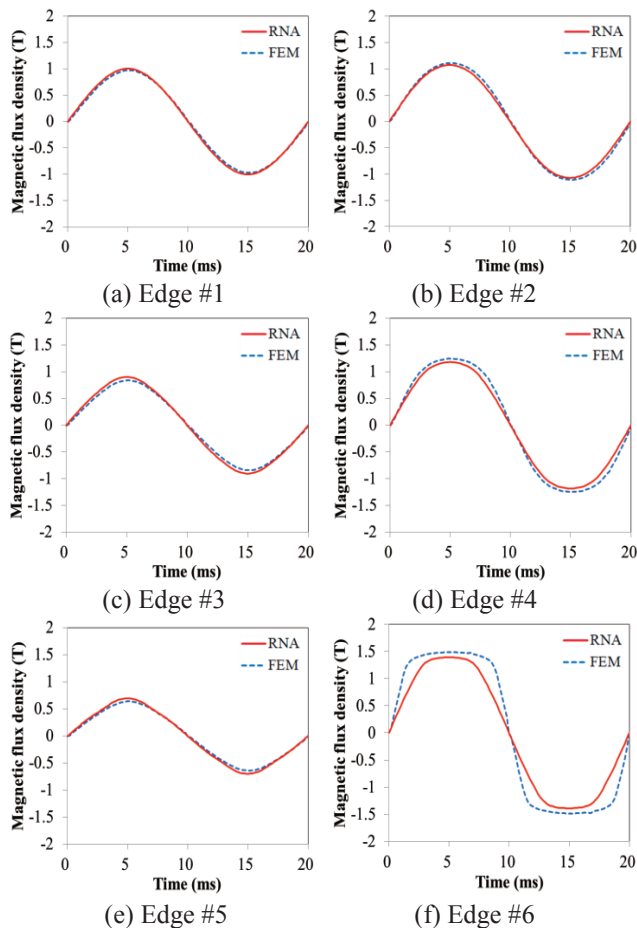 Magnetic flux density (T)
2
1.5
1
0.5
0
-0.5
-1
-1.5
-2
RNA
FEM
0 5 10 15 20
Time (ms)
(a) Edge #1
Magnetic flux density (T)
2
1.5
1
0.5
0
-0.5
-1
-1.5
-2
RNA
FEM
0 5 10 15 20
Time (ms)
(b) Edge #2
Magnetic flux density (T)
2
1.5
1
0.5
0
-0.5
-1
-1.5
-2
RNA
FEM
0 5 10 15 20
Time (ms)
(c) Edge #3
Magnetic flux density (T)
2
1.5
1
0.5
0
-0.5
-1
-1.5
-2
RNA
FEM
0 5 10 15 20
Time (ms)
(d) Edge #4
Magnetic flux density (T)
2
1.5
1
0.5
0
-0.5
-1
-1.5
-2
RNA
FEM
0 5 10 15 20
Time (ms)
(e) Edge #5
Magnetic flux density (T)
2
1.5
1
0.5
0
-0.5
-1
-1.5
-2
RNA
FEM
0 5 10 15 20
Time (ms)
(f) Edge #6